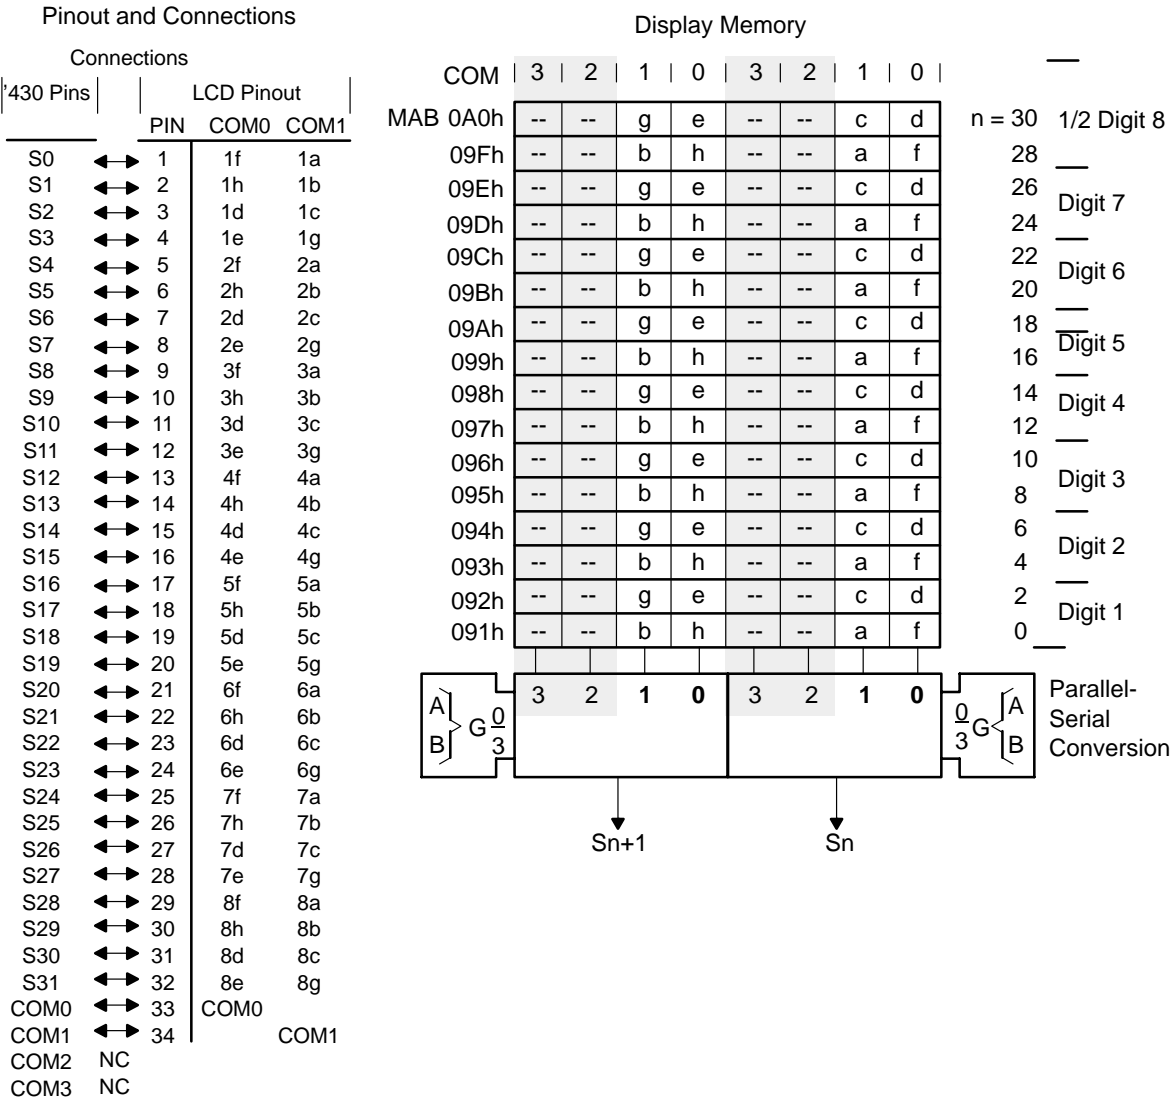 Pinout and Connections
Connections
'430 Pins LCD Pinout
PIN COM0 COM1
S0 1 1f 1a
S1 2 1h 1b
S2 3 1d 1c
S3 4 1e 1g
S4 5 2f 2a
S5 6 2h 2b
S6 7 2d 2c
S7 8 2e 2g
S8 9 3f 3a
S9 10 3h 3b
S10 11 3d 3c
S11 12 3e 3g
S12 13 4f 4a
S13 14 4h 4b
S14 15 4d 4c
S15 16 4e 4g
S16 17 5f 5a
S17 18 5h 5b
S18 19 5d 5c
S19 20 5e 5g
S20 21 6f 6a
S21 22 6h 6b
S22 23 6d 6c
S23 24 6e 6g
S24 25 7f 7a
S25 26 7h 7b
S26 27 7d 7c
S27 28 7e 7g
S28 29 8f 8a
S29 30 8h 8b
S30 31 8d 8c
S31 32 8e 8g
COM0 33 COM0
COM1 34 COM1
COM2 NC
COM3 NC
Display Memory
COM 3 2 1 0 3 2 1 0
MAB 0A0h -- -- g e -- -- c d n = 30 1/2 Digit 8
09Fh -- -- b h -- -- a f 28
09Eh -- -- g e -- -- c d 26
Digit 7
09Dh -- -- b h -- -- a f 24
09Ch -- -- g e -- -- c d 22
Digit 6
09Bh -- -- b h -- -- a f 20
09Ah -- -- g e -- -- c d 18
Digit 5
099h -- -- b h -- -- a f 16
098h -- -- g e -- -- c d 14
Digit 4
097h -- -- b h -- -- a f 12
096h -- -- g e -- -- c d 10
Digit 3
095h -- -- b h -- -- a f 8
094h -- -- g e -- -- c d 6
Digit 2
093h -- -- b h -- -- a f 4
092h -- -- g e -- -- c d 2
Digit 1
091h -- -- b h -- -- a f 0
3 2 1 0 3 2 1 0
A B G 0 3
0 3 G A B
Parallel-
Serial
Conversion
Sn+1 Sn